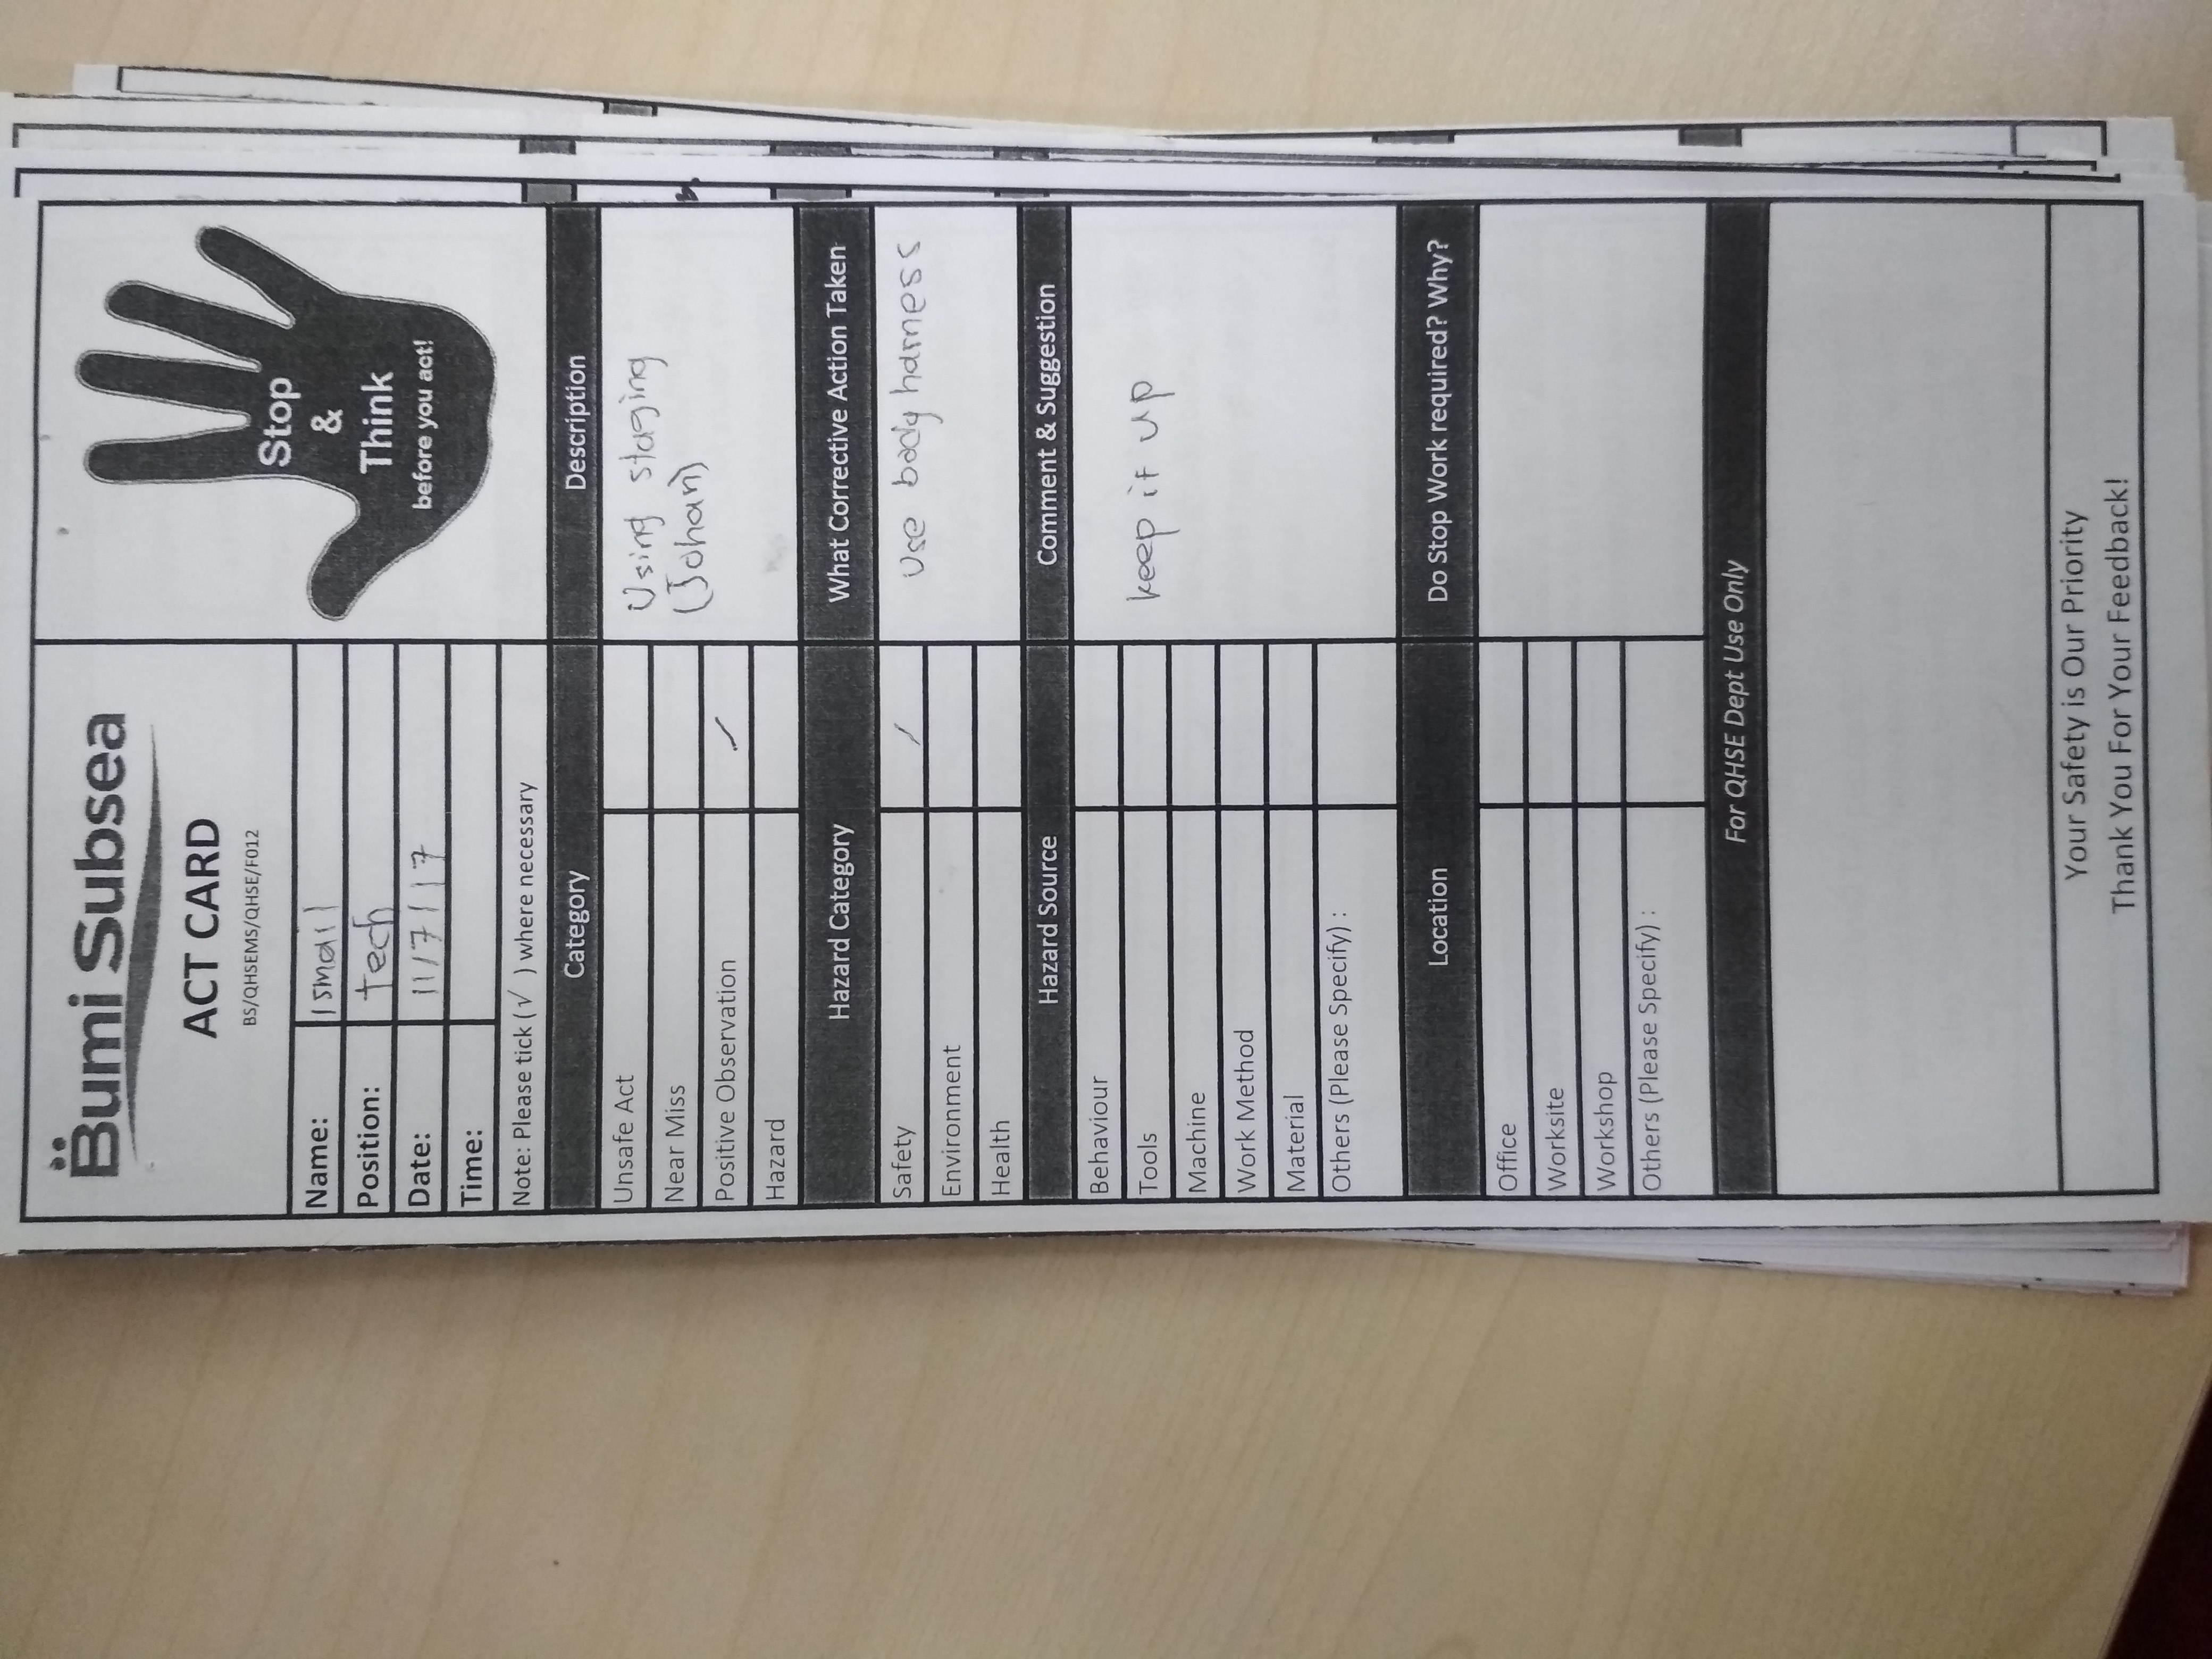 Bumi Subsea
ACT CARD
BS/QHSEMS/QHSE/F012
Stop
&
Think
before you act!
Name: Ismail
Position: Tech
Date: 11/7/17
Time:
Note: Please tick (√) where necessary
Category
Description
Unsafe Act
Near Miss
Positive Observation ✓
Hazard
Using staging
(Johan)
Hazard Category
What Corrective Action Taken
Safety /
Environment
Health
Use body harness
Hazard Source
Comment & Suggestion
Behaviour
Tools
Machine
Work Method
Material
Others (Please Specify) :
keep it up
Location
Do Stop Work required? Why?
Office
Worksite
Workshop
Others (Please Specify) :
For QHSE Dept Use Only
Your Safety is Our Priority
Thank You For Your Feedback!